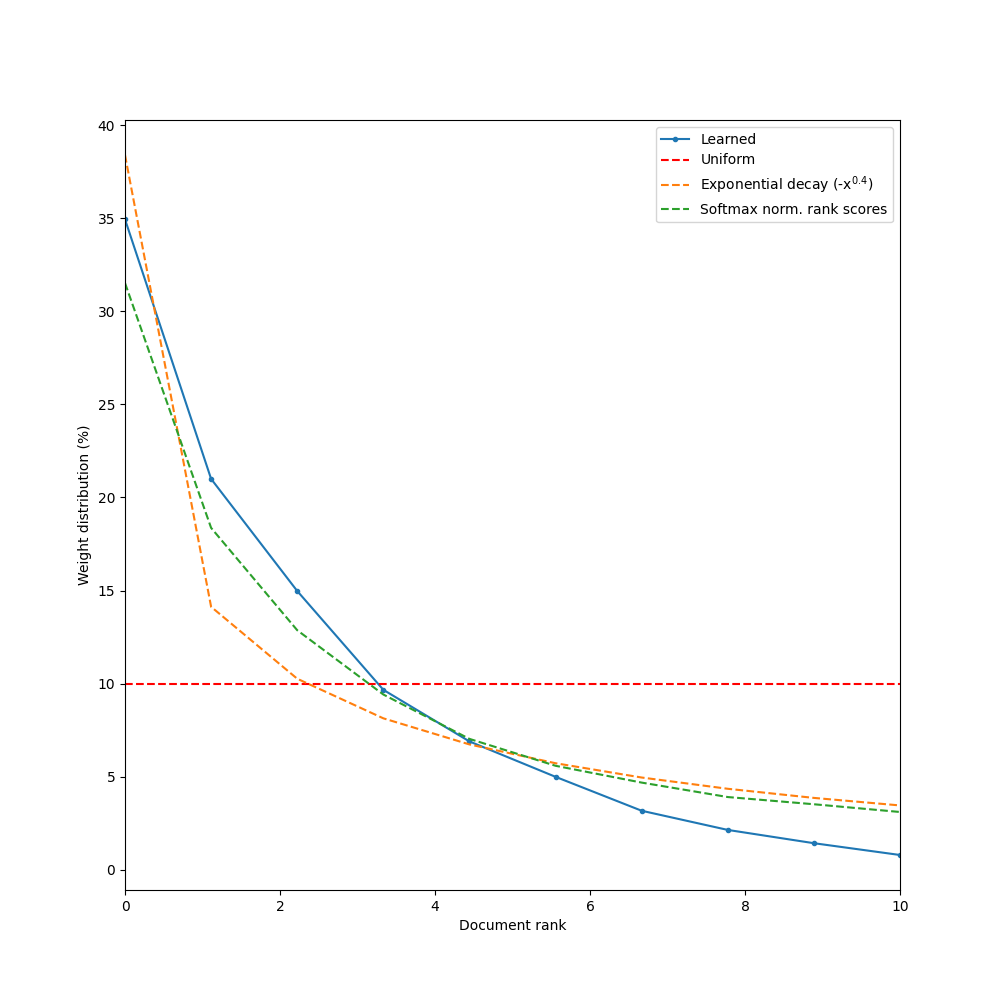 40
35
30
25
20
15
10
5
0
0 2 4 6 8 10
Weight distribution (%)
Document rank
Learned
Uniform
Exponential decay (-x^0.4)
Softmax norm. rank scores